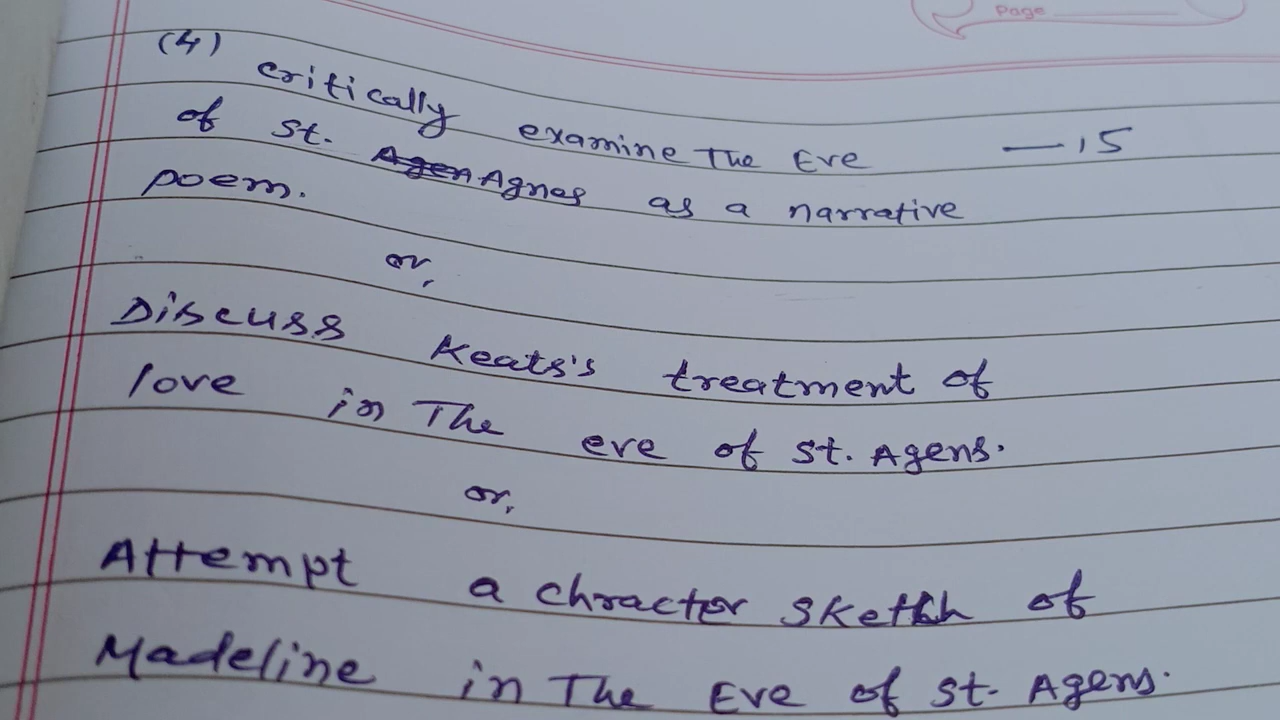 Page
(4) critically examine The Eve —15
of St. Agen Agnes as a narrative
poem.
or,
Discuss Keats's treatment of
love in The eve of St. Agens.
or,
Attempt a chracter sketch of
Madeline in The Eve of St. Agens.